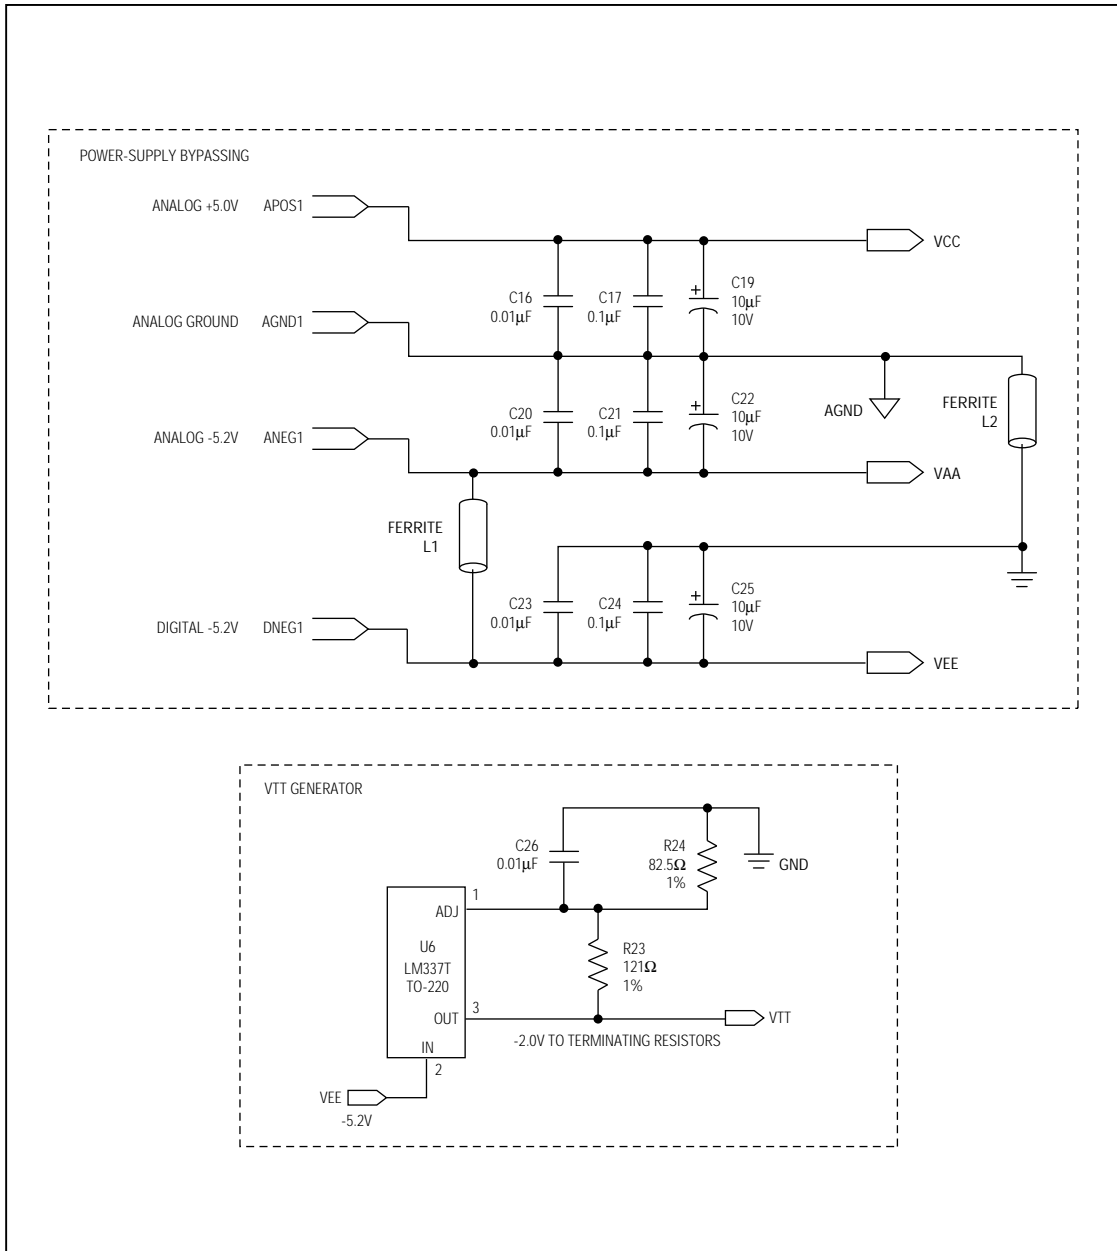 POWER-SUPPLY BYPASSING
ANALOG +5.0V APOS1
VCC
C16
0.01µF
C17
0.1µF
+
C19
10µF
10V
ANALOG GROUND AGND1
C20
0.01µF
C21
0.1µF
+
C22
10µF
10V
AGND
FERRITE
L2
ANALOG -5.2V ANEG1
VAA
FERRITE
L1
C23
0.01µF
C24
0.1µF
+
C25
10µF
10V
DIGITAL -5.2V DNEG1
VEE
VTT GENERATOR
C26
0.01µF
R24
82.5Ω
1%
GND
1
ADJ
U6
LM337T
TO-220
R23
121Ω
1%
3
OUT
VTT
-2.0V TO TERMINATING RESISTORS
IN
2
VEE
-5.2V